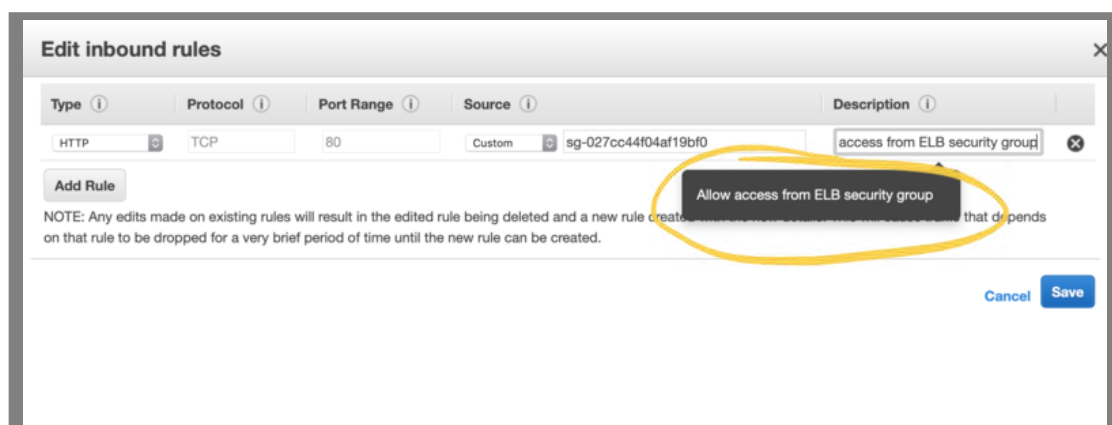 Edit inbound rules
Type Protocol Port Range Source Description
HTTP TCP 80 Custom sg-027cc44f04af19bf0 access from ELB security group
Add Rule
Allow access from ELB security group
NOTE: Any edits made on existing rules will result in the edited rule being deleted and a new rule created that depends
on that rule to be dropped for a very brief period of time until the new rule can be created.
Cancel Save